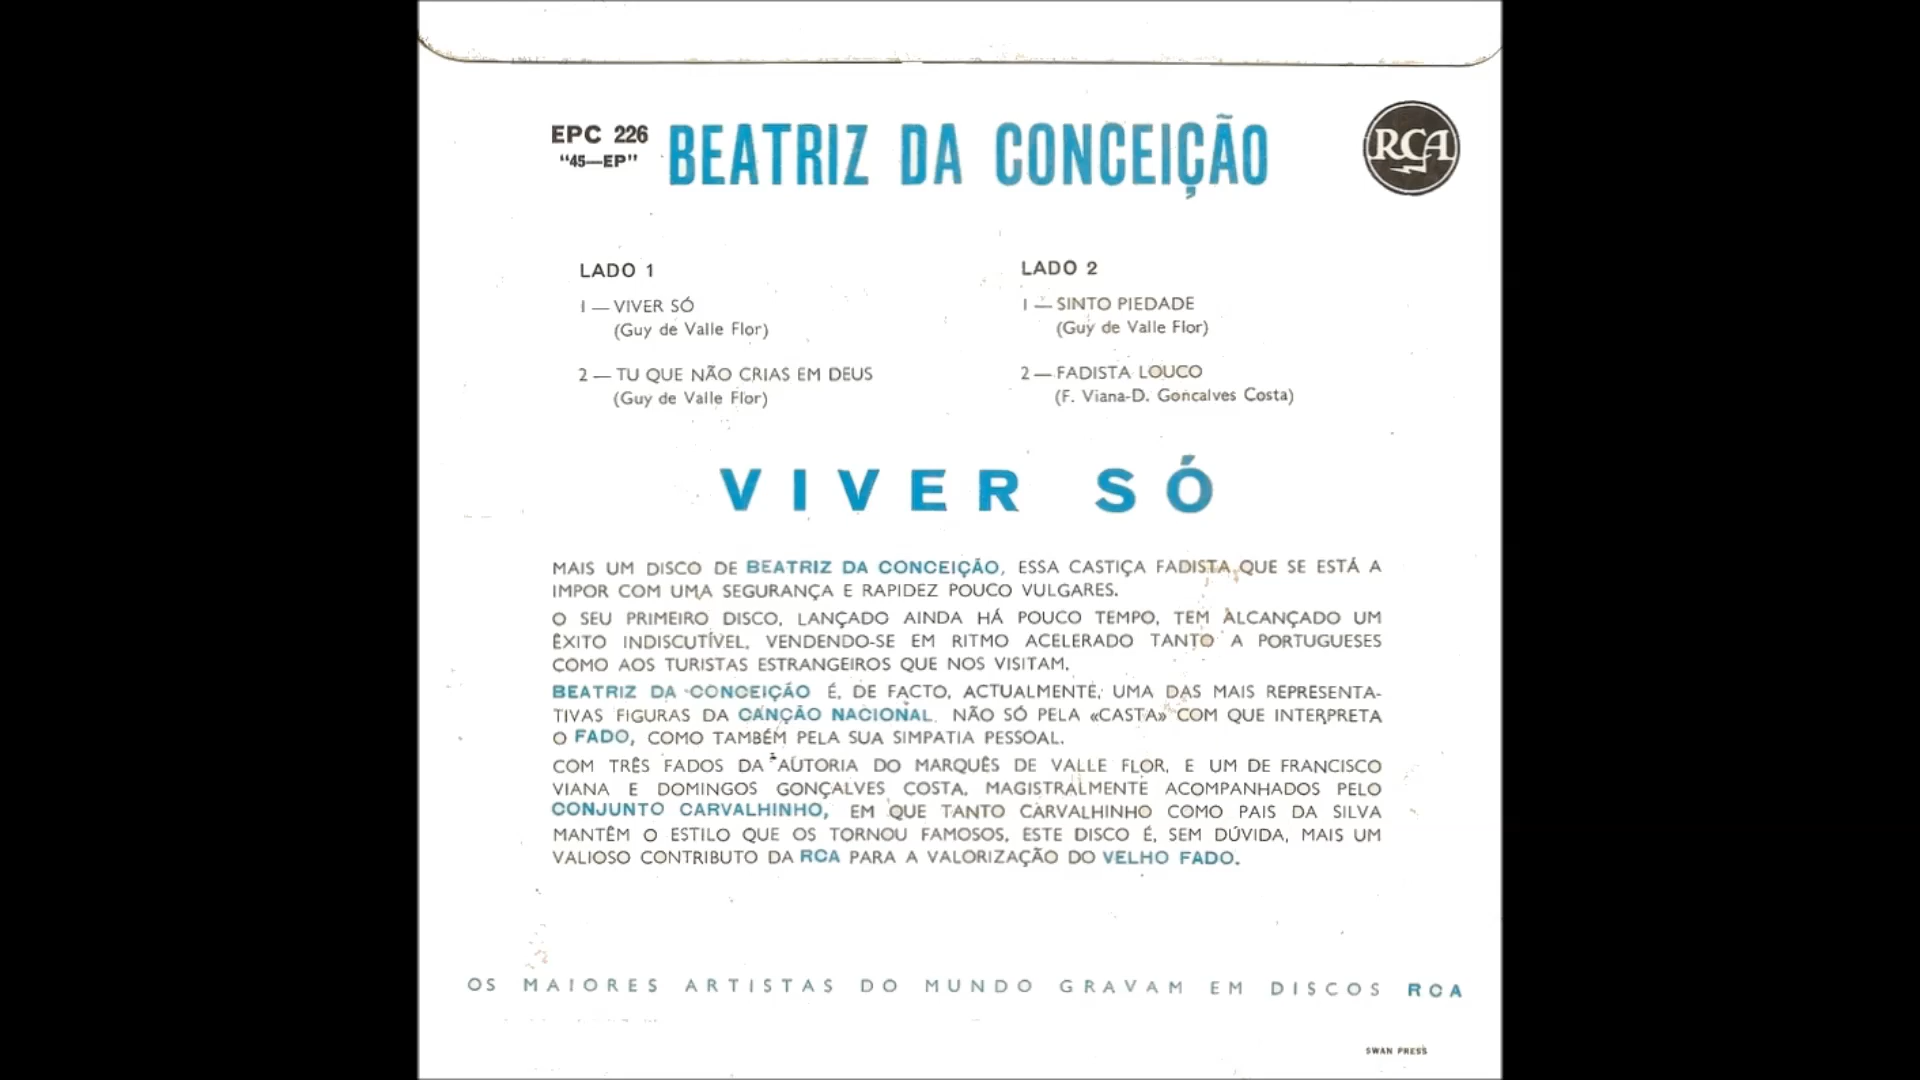 EPC 226
"45—EP"
BEATRIZ DA CONCEIÇÃO
RCA
LADO 1
1 — VIVER SÓ
(Guy de Valle Flor)
2 — TU QUE NÃO CRIAS EM DEUS
(Guy de Valle Flor)
LADO 2
1 — SINTO PIEDADE
(Guy de Valle Flor)
2 — FADISTA LOUCO
(F. Viana-D. Goncalves Costa)
VIVER SÓ
MAIS UM DISCO DE BEATRIZ DA CONCEIÇÃO, ESSA CASTIÇA FADISTA QUE SE ESTÁ A
IMPOR COM UMA SEGURANÇA E RAPIDEZ POUCO VULGARES.
O SEU PRIMEIRO DISCO, LANÇADO AINDA HÁ POUCO TEMPO, TEM ALCANÇADO UM
ÊXITO INDISCUTÍVEL, VENDENDO-SE EM RITMO ACELERADO TANTO A PORTUGUESES
COMO AOS TURISTAS ESTRANGEIROS QUE NOS VISITAM.
BEATRIZ DA CONCEIÇÃO É, DE FACTO, ACTUALMENTE, UMA DAS MAIS REPRESENTA-
TIVAS FIGURAS DA CANÇÃO NACIONAL, NÃO SÓ PELA «CASTA» COM QUE INTERPRETA
O FADO, COMO TAMBÉM PELA SUA SIMPATIA PESSOAL.
COM TRÊS FADOS DA AUTORIA DO MARQUÊS DE VALLE FLOR, E UM DE FRANCISCO
VIANA E DOMINGOS GONÇALVES COSTA, MAGISTRALMENTE ACOMPANHADOS PELO
CONJUNTO CARVALHINHO, EM QUE TANTO CARVALHINHO COMO PAIS DA SILVA
MANTÊM O ESTILO QUE OS TORNOU FAMOSOS, ESTE DISCO É, SEM DÚVIDA, MAIS UM
VALIOSO CONTRIBUTO DA RCA PARA A VALORIZAÇÃO DO VELHO FADO.
OS MAIORES ARTISTAS DO MUNDO GRAVAM EM DISCOS RCA
SWAN PRESS